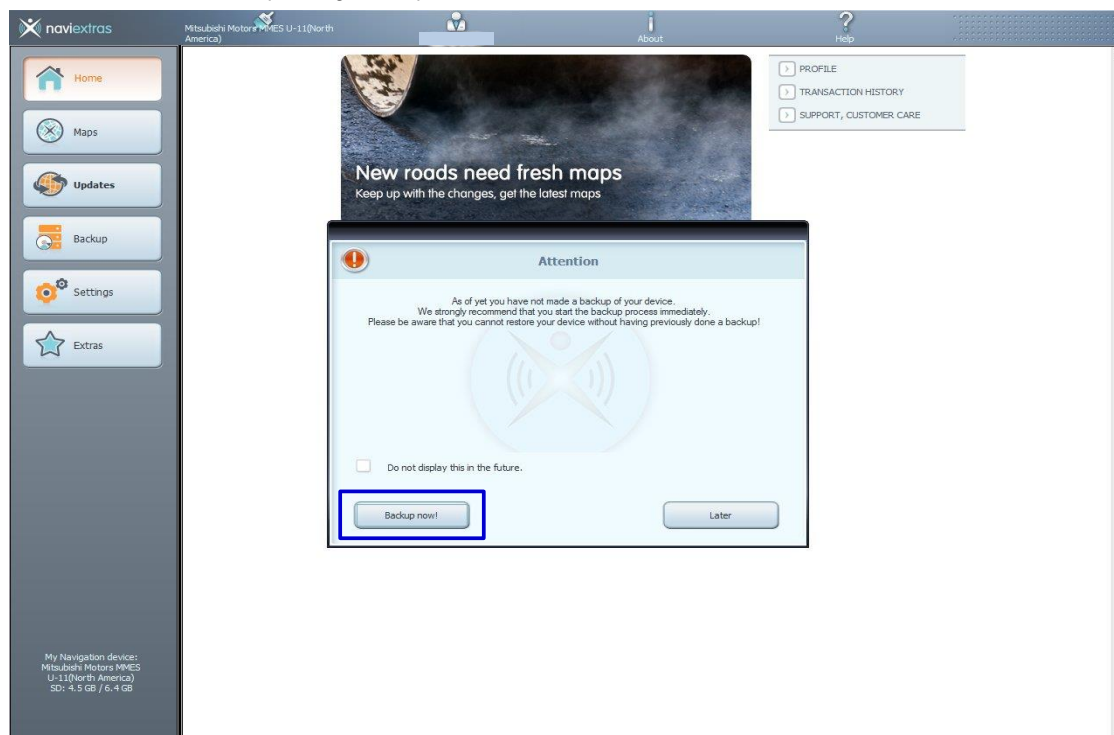 naviextras
Mitsubishi Motors MMES U-11(North
America)
About
Help
Home
Maps
Updates
Backup
Settings
Extras
New roads need fresh maps
Keep up with the changes, get the latest maps
PROFILE
TRANSACTION HISTORY
SUPPORT, CUSTOMER CARE
Attention
As of yet you have not made a backup of your device.
We strongly recommend that you start the backup process immediately.
Please be aware that you cannot restore your device without having previously done a backup!
Do not display this in the future.
Backup now!
Later
My Navigation device:
Mitsubishi Motors MMES
U-11(North America)
SD: 4.5 GB / 6.4 GB